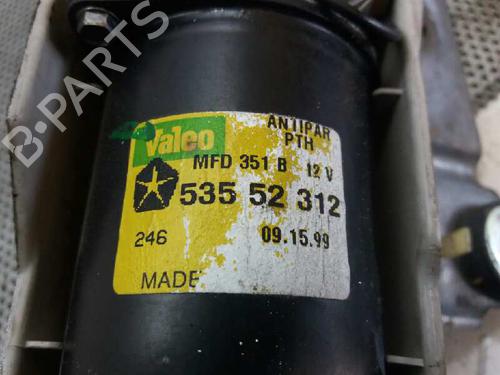 B-PARTS
Valeo
ANTIPAR
PTH
MFD 351 B 12 V
535 52 312
246 09.15.99
MADE